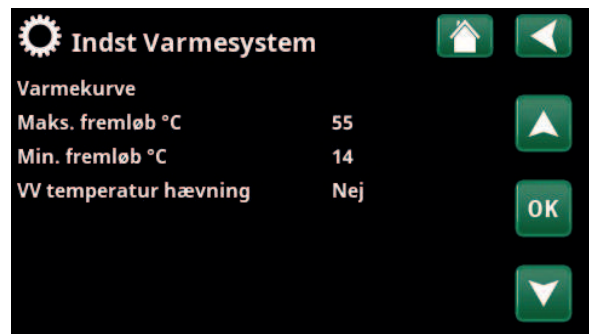 Indst Varmesystem
Varmekurve
Maks. fremløb °C 55
Min. fremløb °C 14
VV temperatur hævning Nej
OK